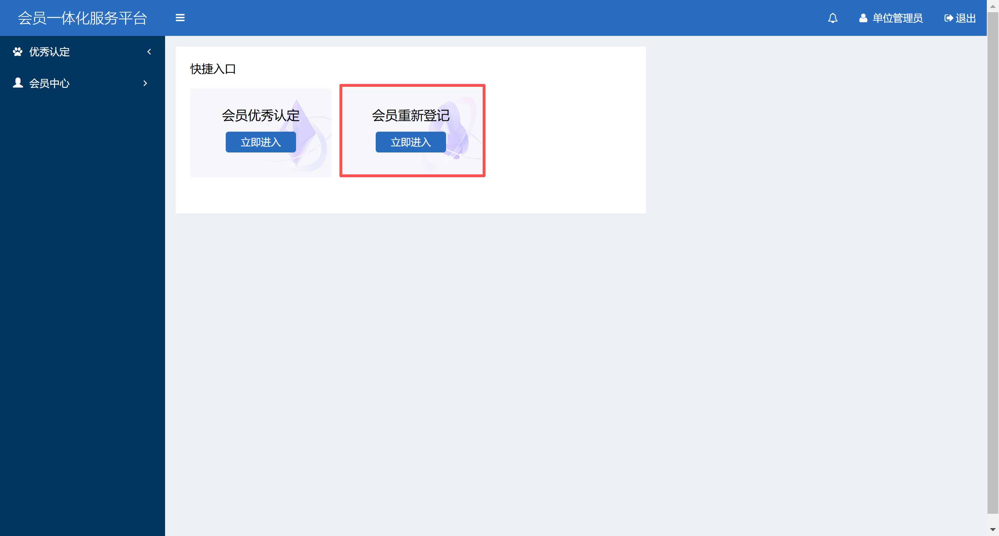 会员一体化服务平台
单位管理员
退出
优秀认定
会员中心
快捷入口
会员优秀认定
立即进入
会员重新登记
立即进入